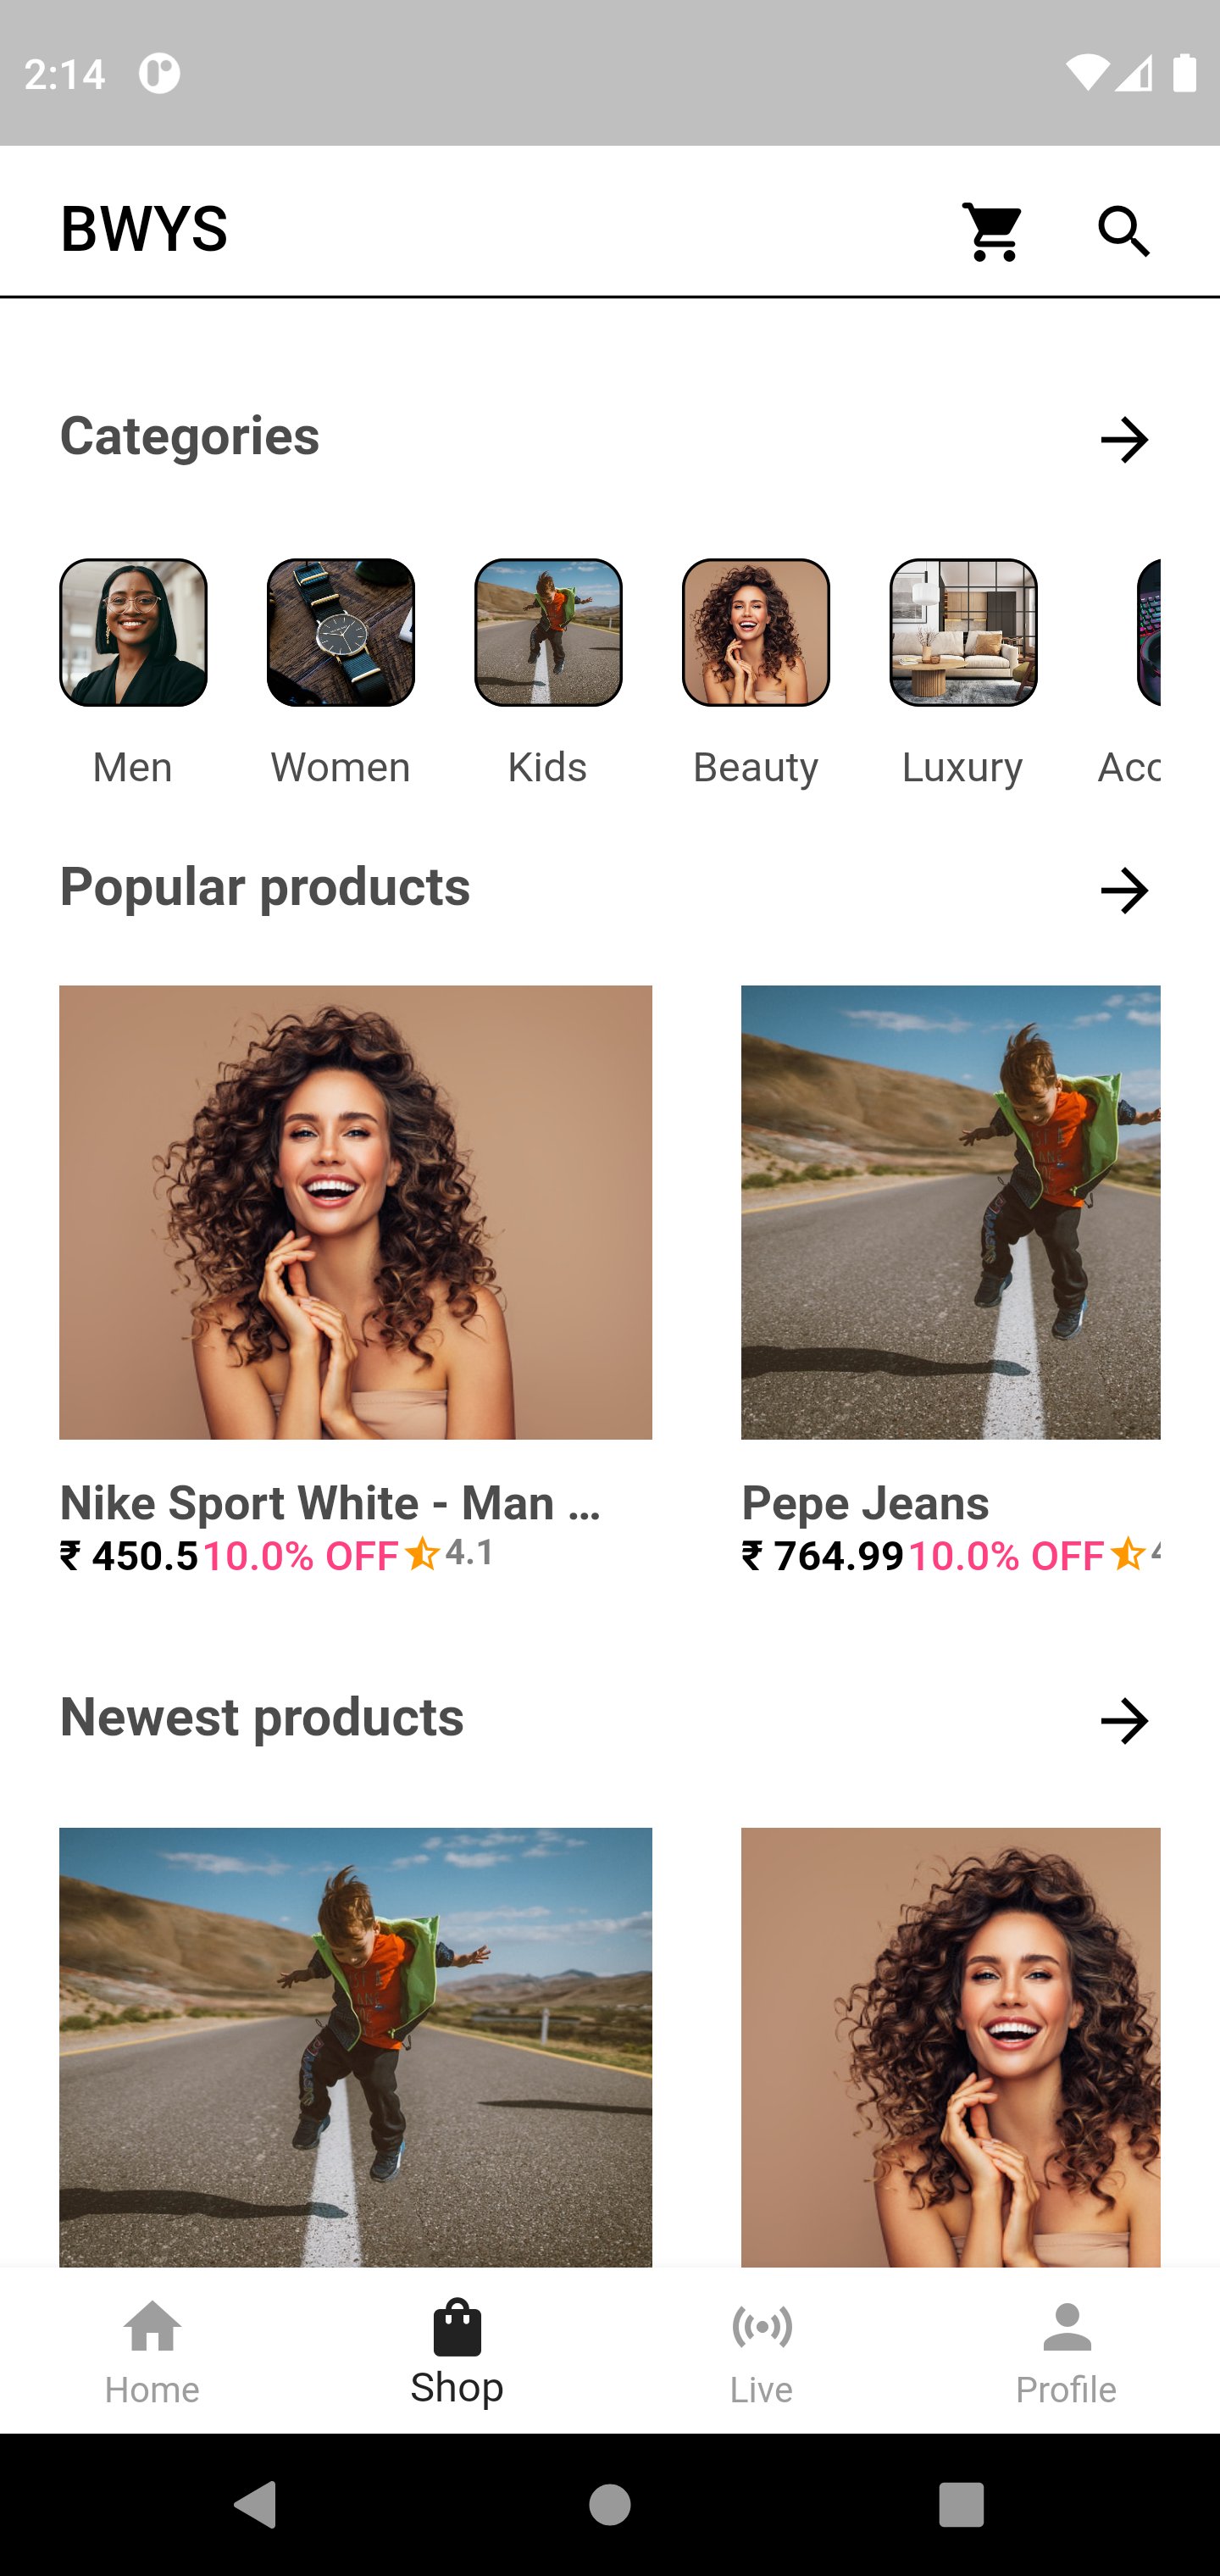 2:14
BWYS
Categories
Men Women Kids Beauty Luxury Acc
Popular products
Nike Sport White - Man ...
₹ 450.5 10.0% OFF 4.1
Pepe Jeans
₹ 764.99 10.0% OFF 4
Newest products
Home Shop Live Profile